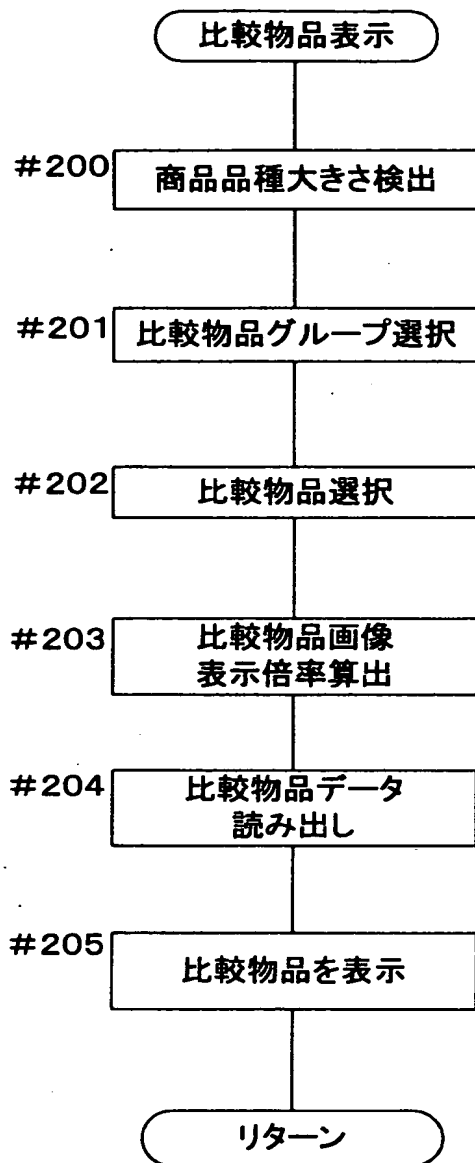 比較物品表示
#200
商品品種大きさ検出
#201
比較物品グループ選択
#202
比較物品選択
#203
比較物品画像
表示倍率算出
#204
比較物品データ
読み出し
#205
比較物品を表示
リターン